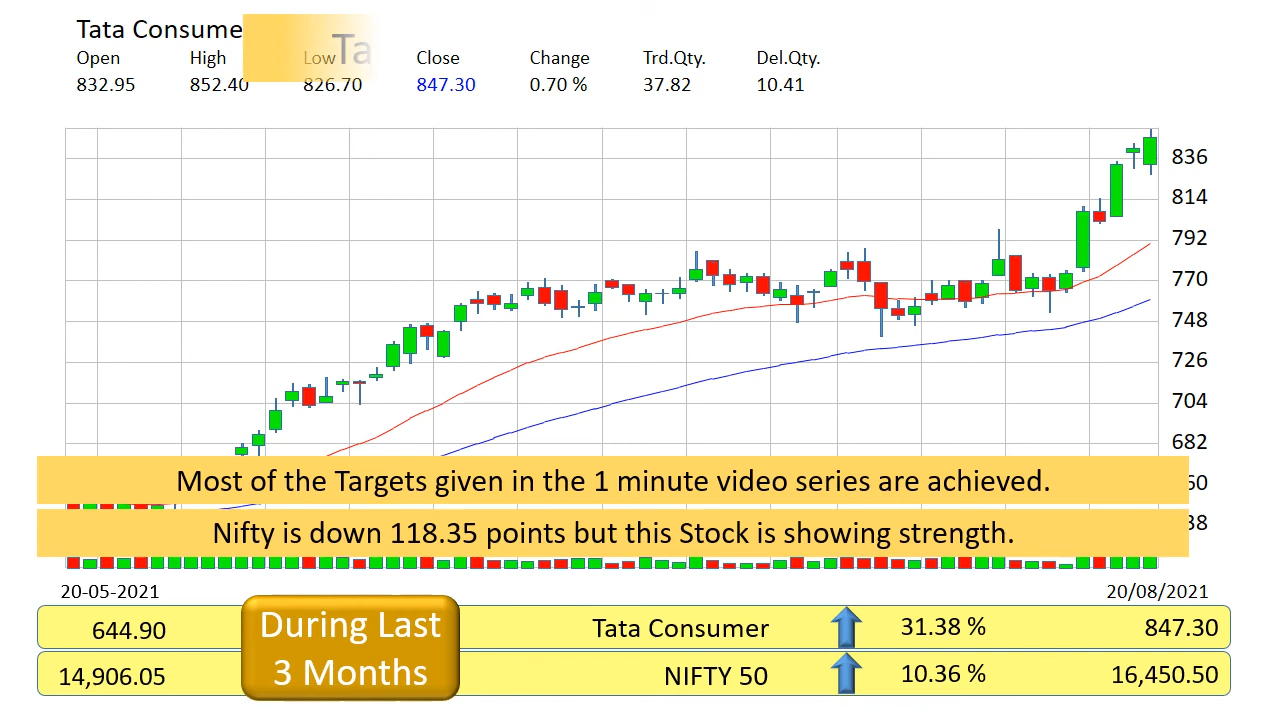 Tata Consumer
Open High Low Close Change Trd.Qty. Del.Qty.
832.95 852.40 826.70 847.30 0.70 % 37.82 10.41
836
814
792
770
748
726
704
682
Most of the Targets given in the 1 minute video series are achieved.
Nifty is down 118.35 points but this Stock is showing strength.
20-05-2021 20/08/2021
During Last
3 Months
644.90 Tata Consumer 31.38 % 847.30
14,906.05 NIFTY 50 10.36 % 16,450.50